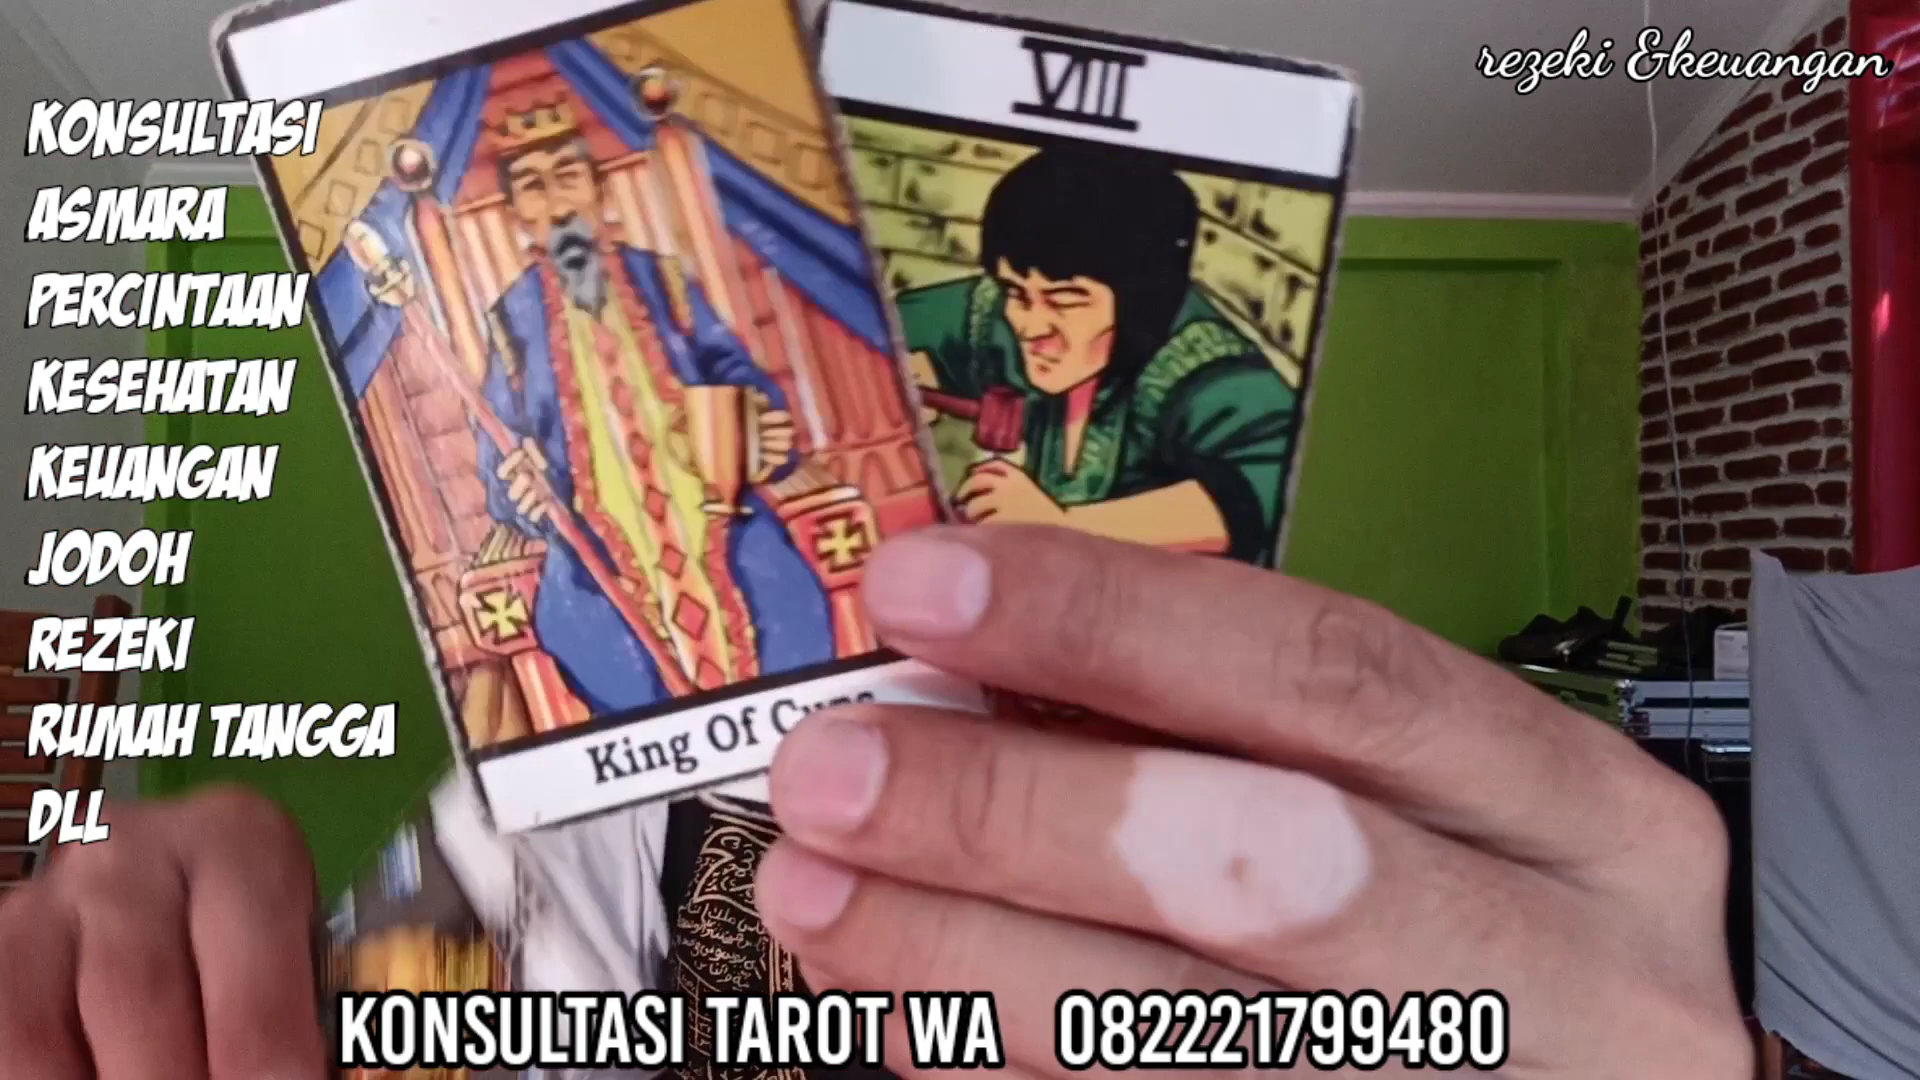 rezeki &keuangan
VIII
KONSULTASI
ASMARA
PERCINTAAN
KESEHATAN
KEUANGAN
JODOH
REZEKI
RUMAH TANGGA
DLL
King Of Cups
KONSULTASI TAROT WA 082221799480